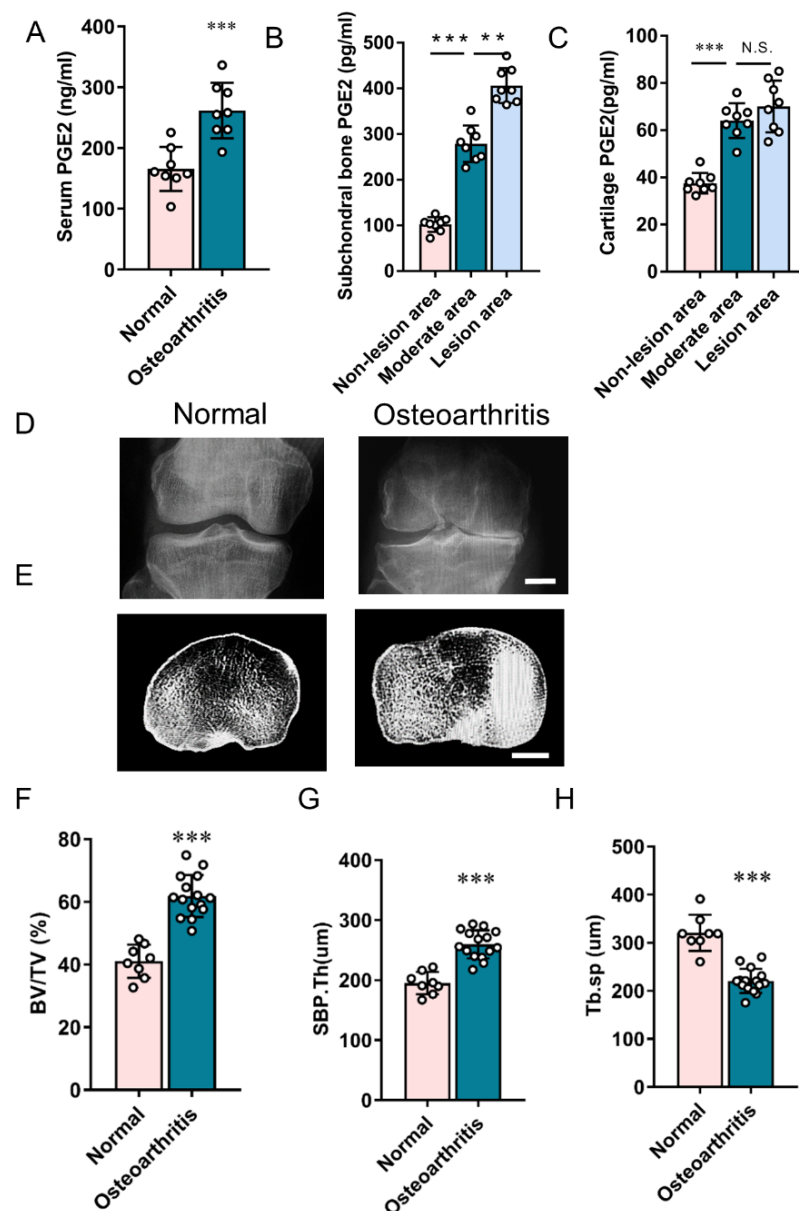 A
Serum PGE2 (ng/ml)
400
300
200
100
0
***
Normal
Osteoarthritis
B
Subchondral bone PGE2 (pg/ml)
500
400
300
200
100
0
*** **
Non-lesion area
Moderate area
Lesion area
C
Cartilage PGE2(pg/ml)
100
80
60
40
20
0
*** N.S.
Non-lesion area
Moderate area
Lesion area
D
Normal Osteoarthritis
E
F
BV/TV (%)
80
60
40
20
0
***
Normal
Osteoarthritis
G
SBP.Th(um)
400
300
200
100
0
***
Normal
Osteoarthritis
H
Tb.sp (um)
500
400
300
200
100
0
***
Normal
Osteoarthritis